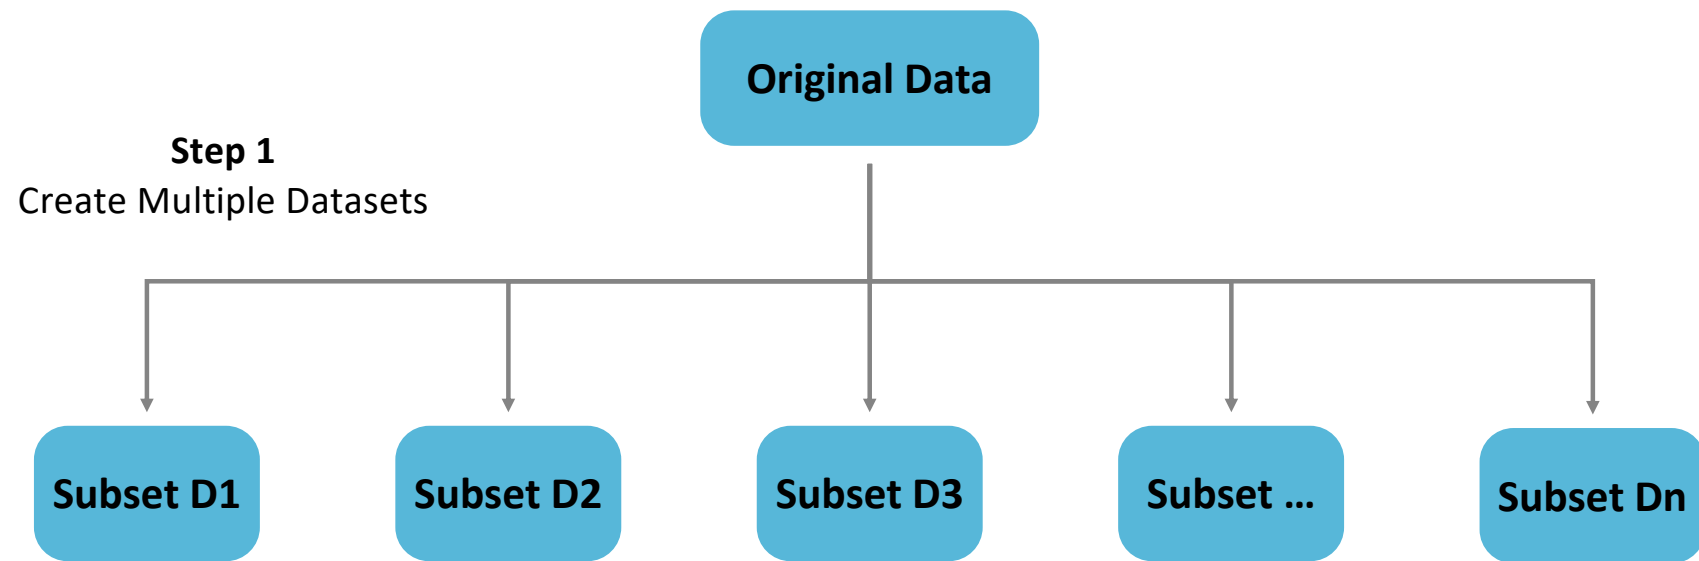 Original Data
Step 1
Create Multiple Datasets
Subset D1
Subset D2
Subset D3
Subset ...
Subset Dn